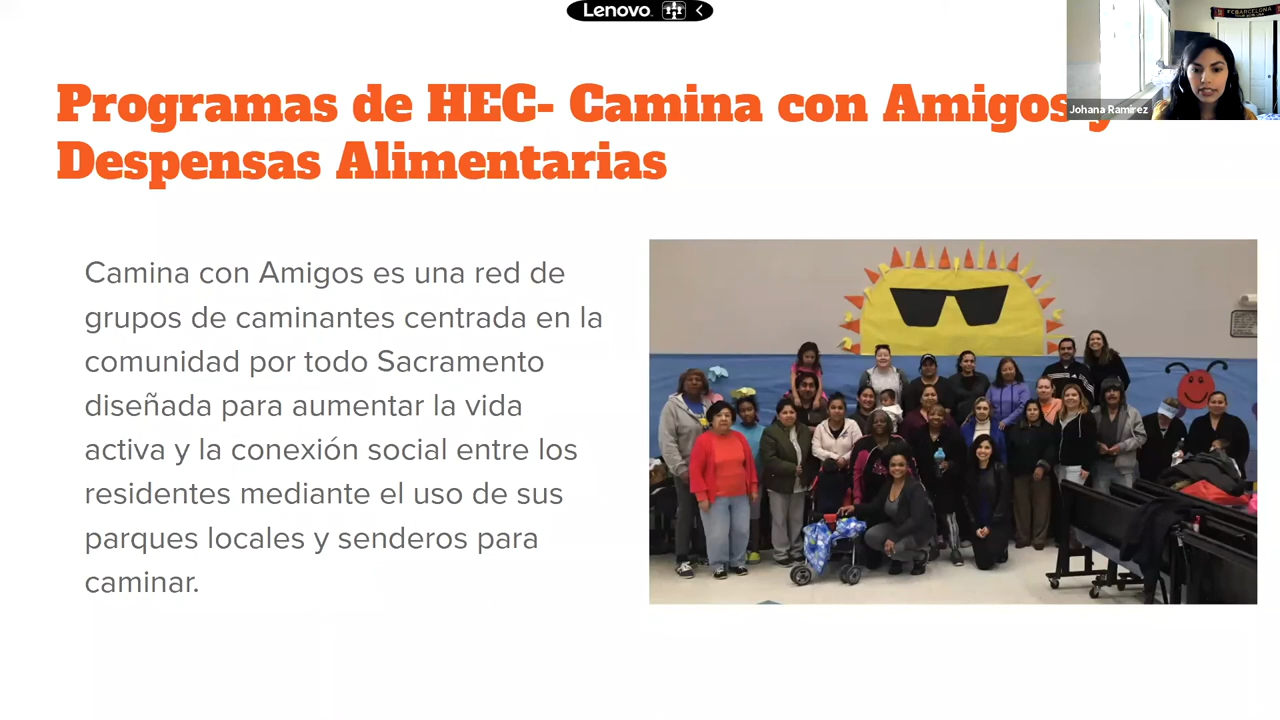 Lenovo
FC BARCELONA
Johana Ramirez
Programas de HEC- Camina con Amigos y
Despensas Alimentarias
Camina con Amigos es una red de
grupos de caminantes centrada en la
comunidad por todo Sacramento
diseñada para aumentar la vida
activa y la conexión social entre los
residentes mediante el uso de sus
parques locales y senderos para
caminar.